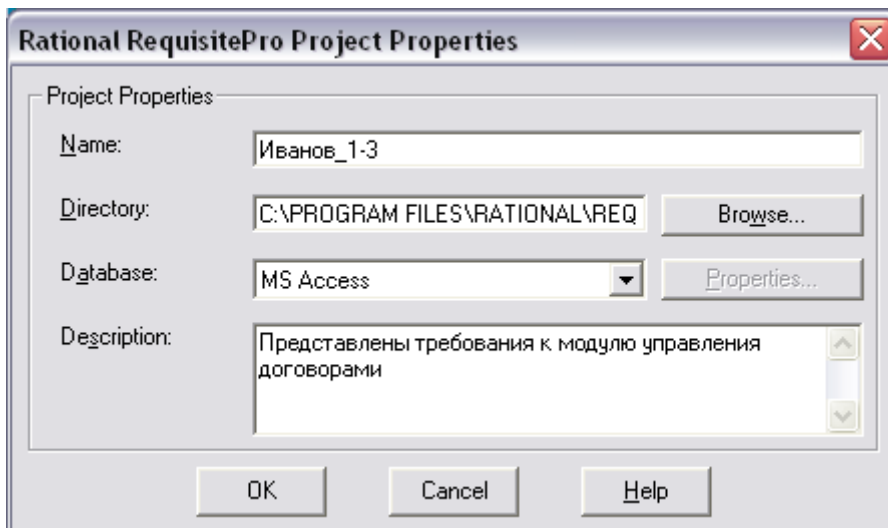 Rational RequisitePro Project Properties
Project Properties
Name:
Иванов_1-3
Directory:
C:\PROGRAM FILES\RATIONAL\REQ
Browse...
Database:
MS Access
Properties...
Description:
Представлены требования к модулю управления
договорами
OK
Cancel
Help